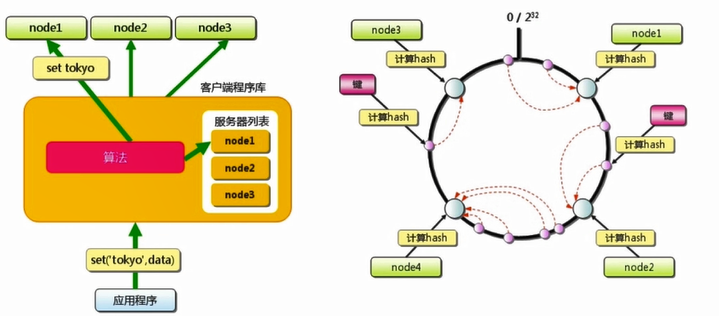 node1
node2
node3
set tokyo
客户端程序库
服务器列表
算法
node1
node2
node3
set('tokyo',data)
应用程序
0 / 2³²
node3
node1
计算hash
计算hash
键
键
计算hash
计算hash
计算hash
计算hash
node4
node2